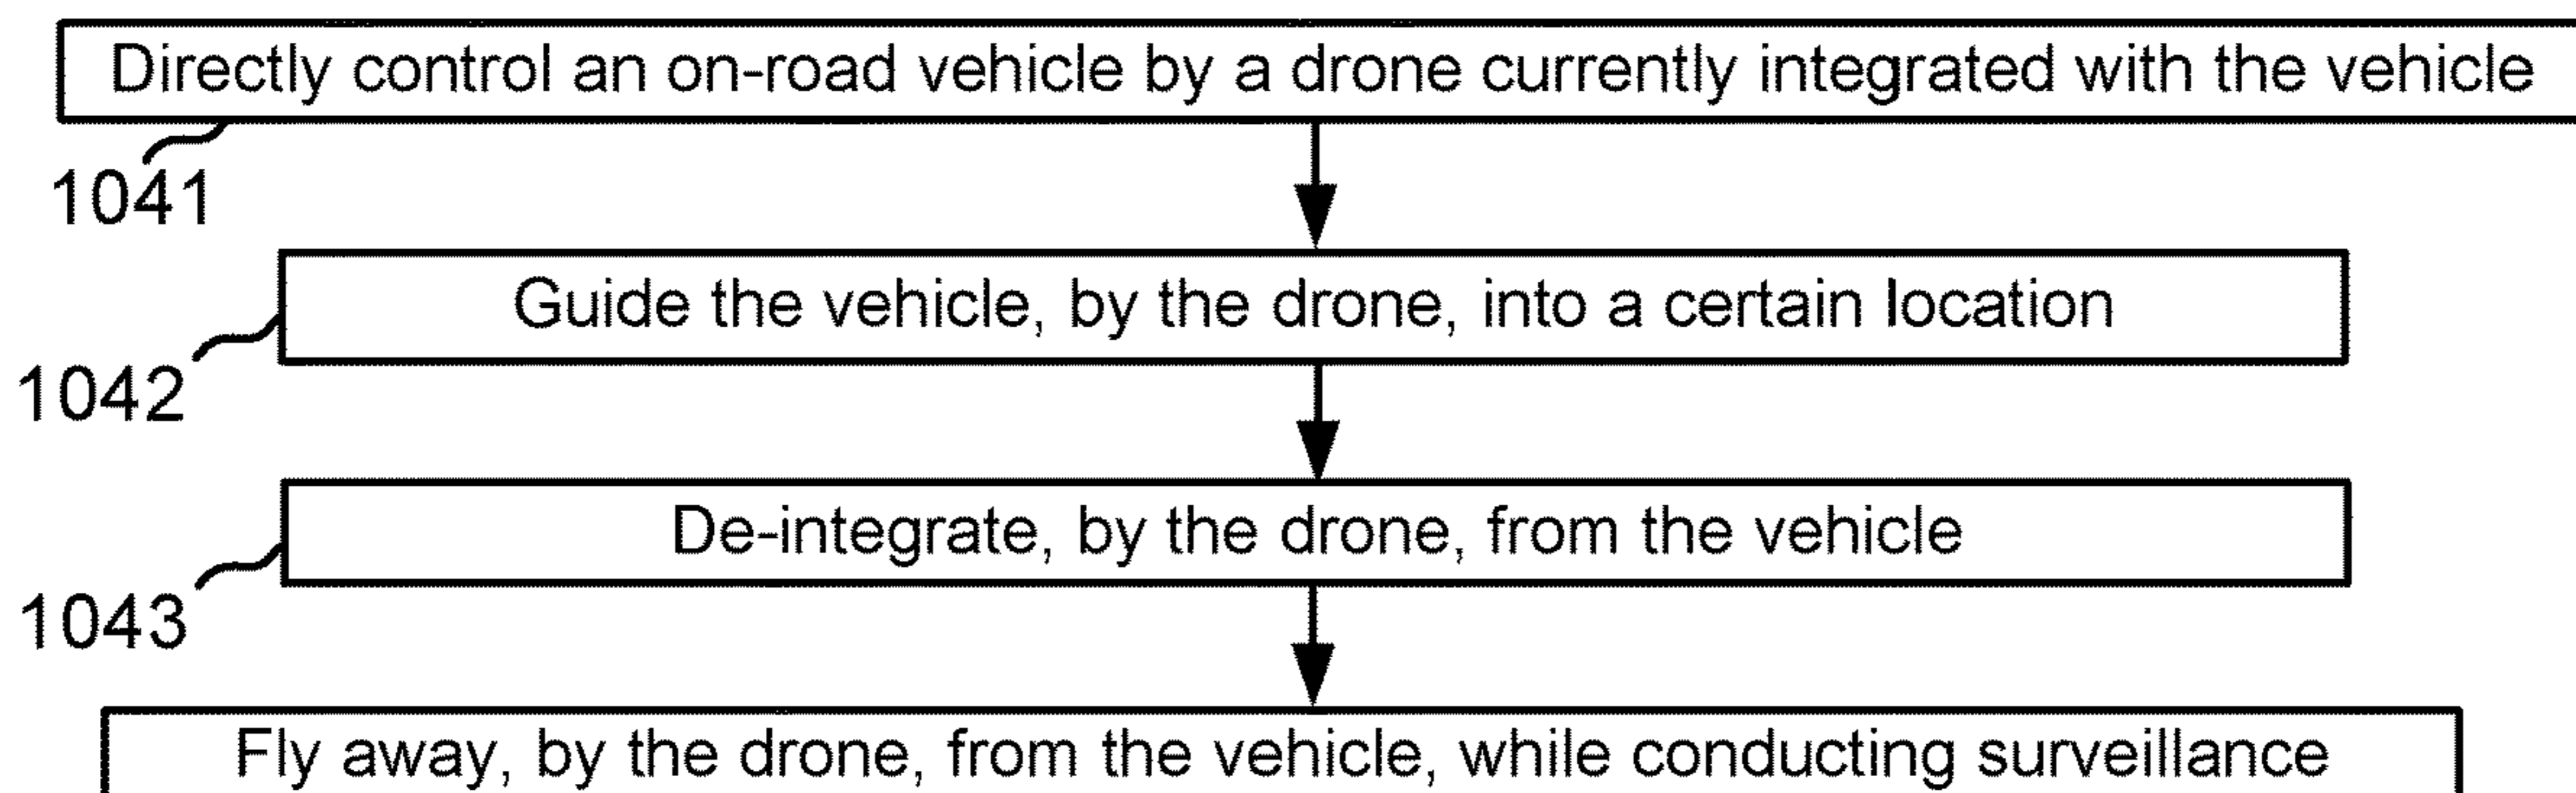 Directly control an on-road vehicle by a drone currently integrated with the vehicle
1041
Guide the vehicle, by the drone, into a certain location
1042
De-integrate, by the drone, from the vehicle
1043
Fly away, by the drone, from the vehicle, while conducting surveillance